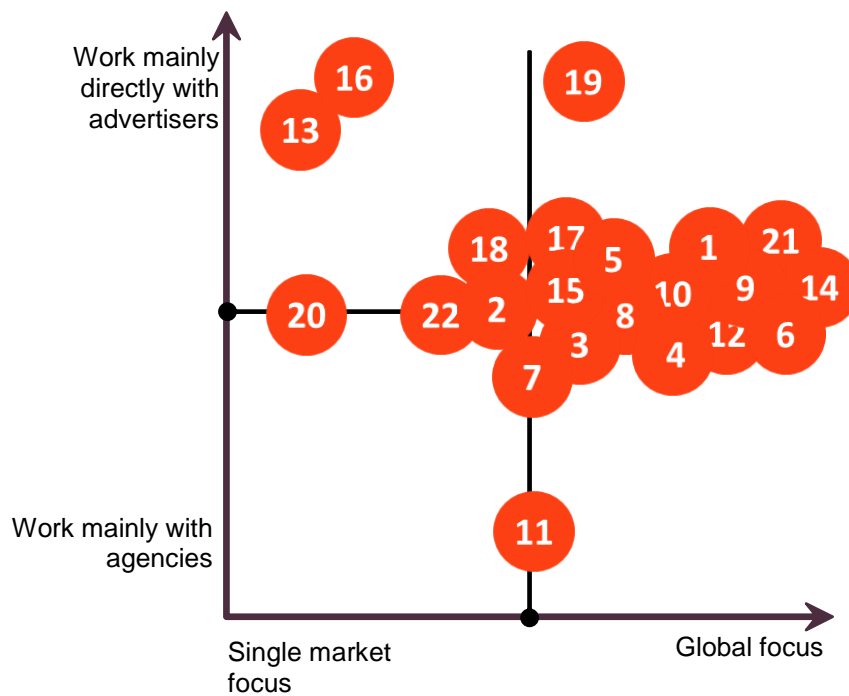 Work mainly
directly with
advertisers
16
19
13
17
18
5
1
21
15
10
9
14
20
22
2
8
3
12
6
7
4
Work mainly with
agencies
11
Single market
focus
Global focus